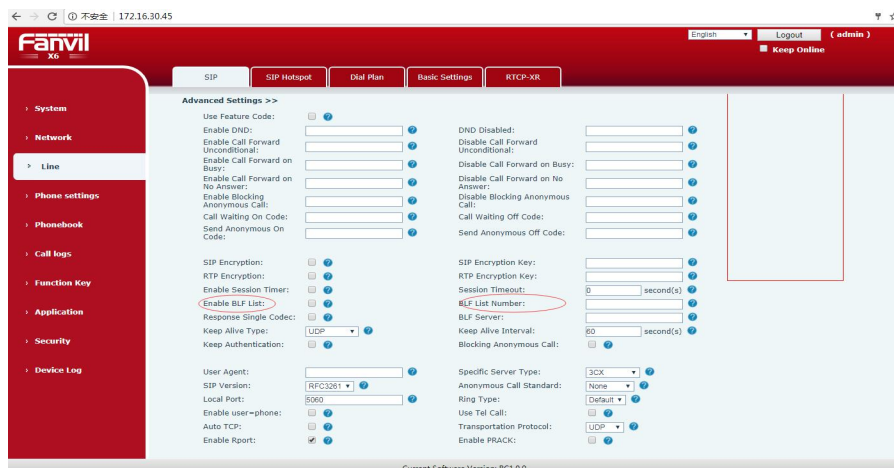 不安全 | 172.16.30.45
Fanvil
X6
English Logout ( admin )
Keep Online
SIP SIP Hotspot Dial Plan Basic Settings RTCP-XR
› System
› Network
› Line
› Phone settings
› Phonebook
› Call logs
› Function Key
› Application
› Security
› Device Log
Advanced Settings >>
Use Feature Code:
Enable DND: DND Disabled:
Enable Call Forward Unconditional: Disable Call Forward Unconditional:
Enable Call Forward on Busy: Disable Call Forward on Busy:
Enable Call Forward on No Answer: Disable Call Forward on No Answer:
Enable Blocking Anonymous Call: Disable Blocking Anonymous Call:
Call Waiting On Code: Call Waiting Off Code:
Send Anonymous On Code: Send Anonymous Off Code:
SIP Encryption: SIP Encryption Key:
RTP Encryption: RTP Encryption Key:
Enable Session Timer: Session Timeout: 0 second(s)
Enable BLF List: BLF List Number:
Response Single Codec: BLF Server:
Keep Alive Type: UDP Keep Alive Interval: 60 second(s)
Keep Authentication: Blocking Anonymous Call:
User Agent: Specific Server Type: 3CX
SIP Version: RFC3261 Anonymous Call Standard: None
Local Port: 5060 Ring Type: Default
Enable user=phone: Use Tel Call:
Auto TCP: Transportation Protocol: UDP
Enable Rport: Enable PRACK: